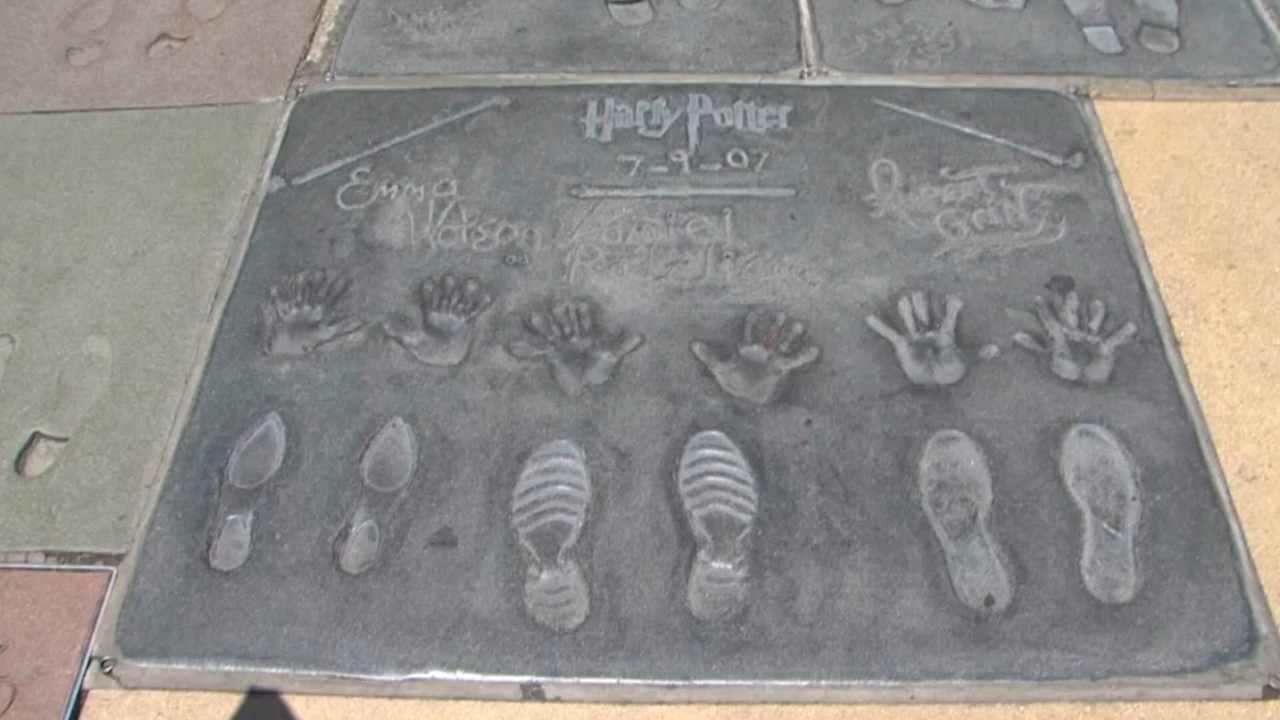 Harry Potter
7-9-07
Emma
Watson
Daniel
Radcliffe
Rupert
Grint